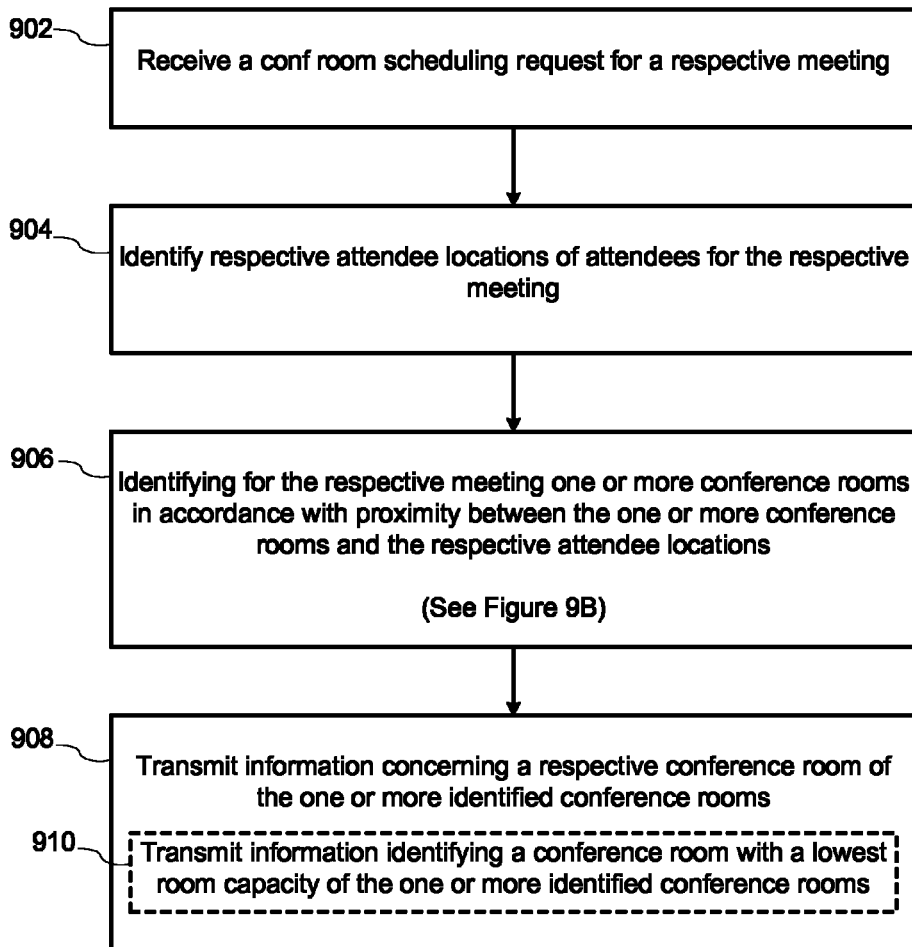 902
Receive a conf room scheduling request for a respective meeting
904
Identify respective attendee locations of attendees for the respective
meeting
906
Identifying for the respective meeting one or more conference rooms
in accordance with proximity between the one or more conference
rooms and the respective attendee locations
(See Figure 9B)
908
Transmit information concerning a respective conference room of
the one or more identified conference rooms
910
Transmit information identifying a conference room with a lowest
room capacity of the one or more identified conference rooms